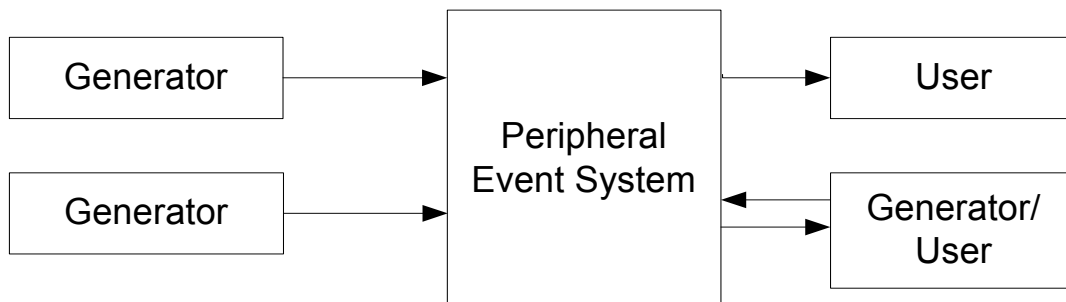 Generator
Generator
Peripheral
Event System
User
Generator/
User